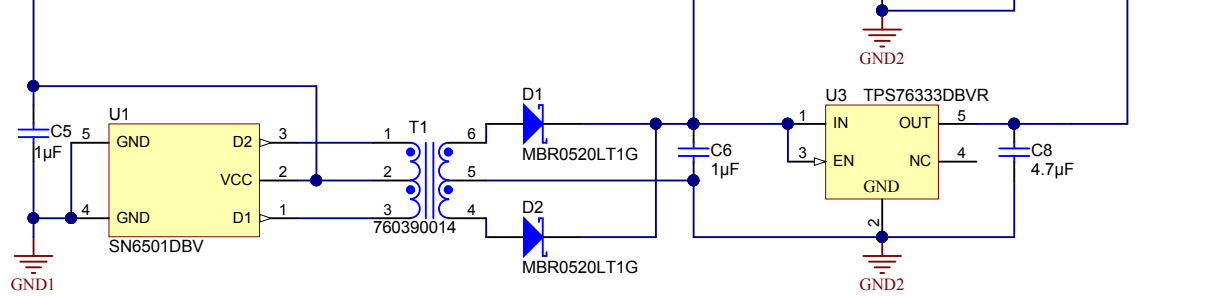 GND2
D1
U3 TPS76333DBVR
U1
C5
1µF
5 GND D2 3
VCC 2
4 GND D1 1
SN6501DBV
GND1
T1
1 6
2 5
3 4
760390014
MBR0520LT1G
D2
MBR0520LT1G
C6
1µF
1 IN OUT 5
3 EN NC 4
GND
2
C8
4.7µF
GND2